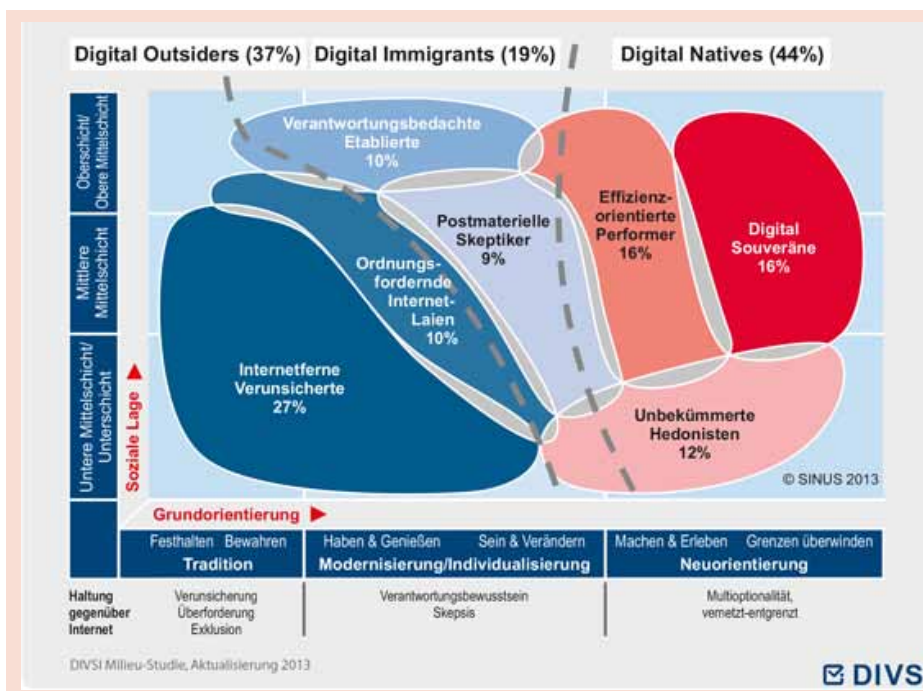 Digital Outsiders (37%)
Digital Immigrants (19%)
Digital Natives (44%)
Oberschicht/
Obere Mittelschicht
Mittlere
Mittelschicht
Untere Mittelschicht/
Unterschicht
Soziale Lage
Verantwortungsbedachte
Etablierte
10%
Postmaterielle
Skeptiker
9%
Effizienz-
orientierte
Performer
16%
Digital
Souveräne
16%
Ordnungs-
fordernde
Internet-
Laien
10%
Internetferne
Verunsicherte
27%
Unbekümmerte
Hedonisten
12%
© SINUS 2013
Grundorientierung
Festhalten Bewahren
Tradition
Haben & Genießen Sein & Verändern
Modernisierung/Individualisierung
Machen & Erleben Grenzen überwinden
Neuorientierung
Haltung
gegenüber
Internet
Verunsicherung
Überforderung
Exklusion
Verantwortungsbewusstsein
Skepsis
Multioptionalität,
vernetzt-entgrenzt
DIVSI Milieu-Studie, Aktualisierung 2013
DIVS